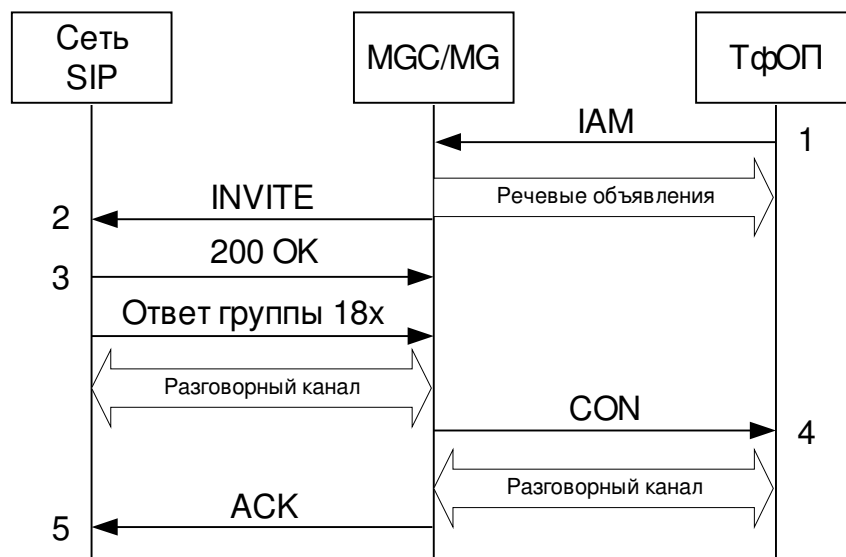 Сеть
SIP
MGC/MG
ТфОП
IAM
1
Речевые объявления
INVITE
2
200 OK
3
Ответ группы 18x
Разговорный канал
CON
4
Разговорный канал
ACK
5